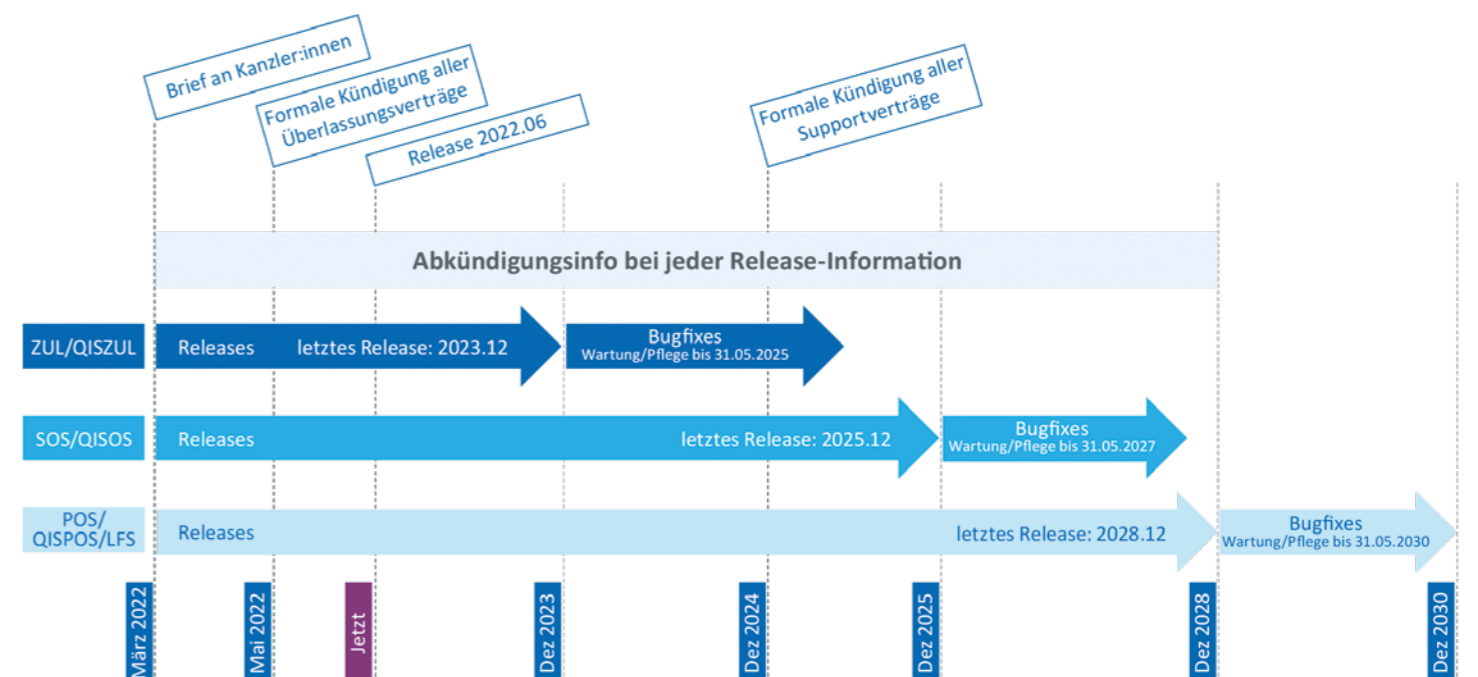 Brief an Kanzler:innen
Formale Kündigung aller
Überlassungsverträge
Release 2022.06
Formale Kündigung aller
Supportverträge
Abkündigungsinfo bei jeder Release-Information
ZUL/QISZUL
Releases
letztes Release: 2023.12
Bugfixes
Wartung/Pflege bis 31.05.2025
SOS/QISOS
Releases
letztes Release: 2025.12
Bugfixes
Wartung/Pflege bis 31.05.2027
POS/
QISPOS/LFS
Releases
letztes Release: 2028.12
Bugfixes
Wartung/Pflege bis 31.05.2030
März 2022
Mai 2022
Jetzt
Dez 2023
Dez 2024
Dez 2025
Dez 2028
Dez 2030